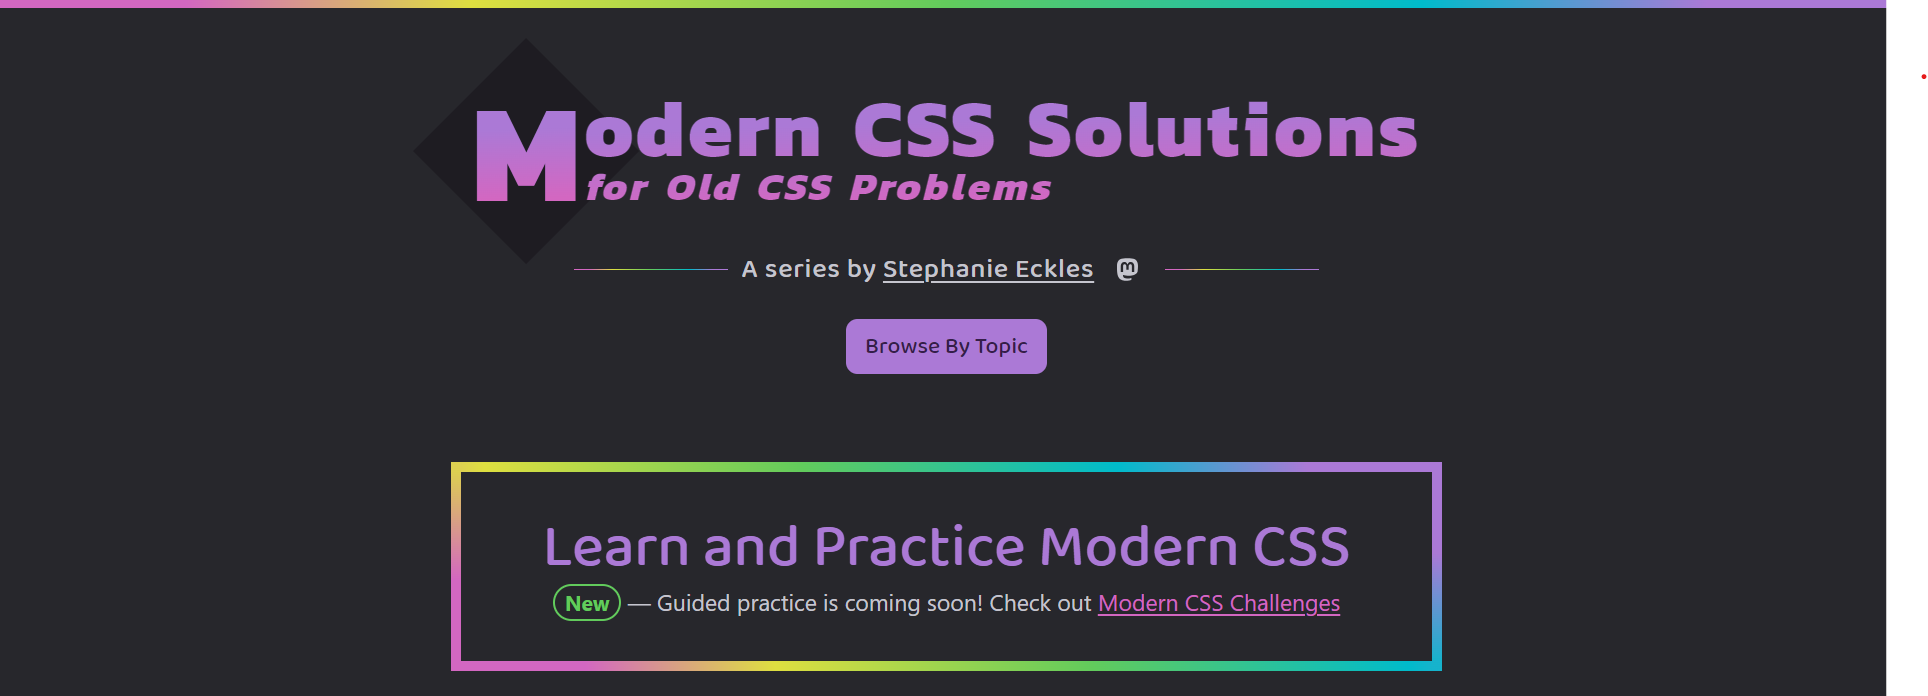 Modern CSS Solutions
for Old CSS Problems
A series by Stephanie Eckles
Browse By Topic
Learn and Practice Modern CSS
New — Guided practice is coming soon! Check out Modern CSS Challenges